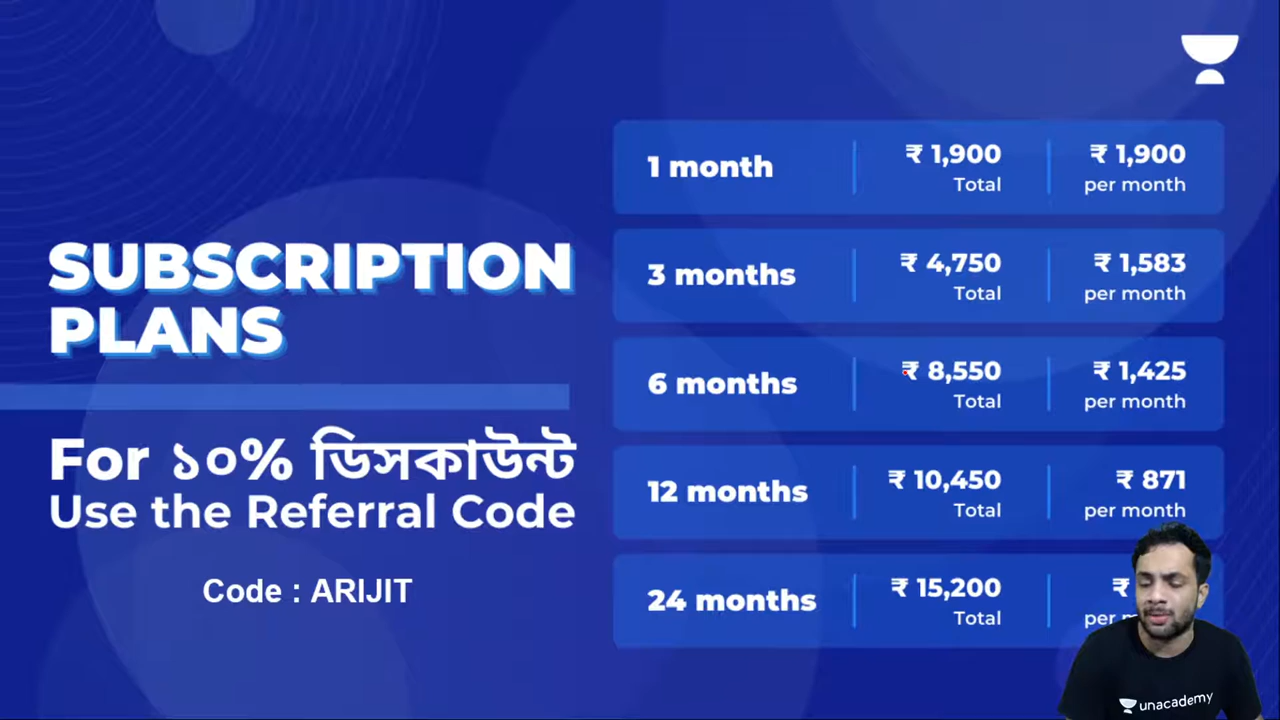 SUBSCRIPTION
PLANS
For ১০% ডিসকাউন্ট
Use the Referral Code
Code : ARIJIT
1 month ₹ 1,900 ₹ 1,900
Total per month
3 months ₹ 4,750 ₹ 1,583
Total per month
6 months ₹ 8,550 ₹ 1,425
Total per month
12 months ₹ 10,450 ₹ 871
Total per month
24 months ₹ 15,200 ₹
Total per
unacademy